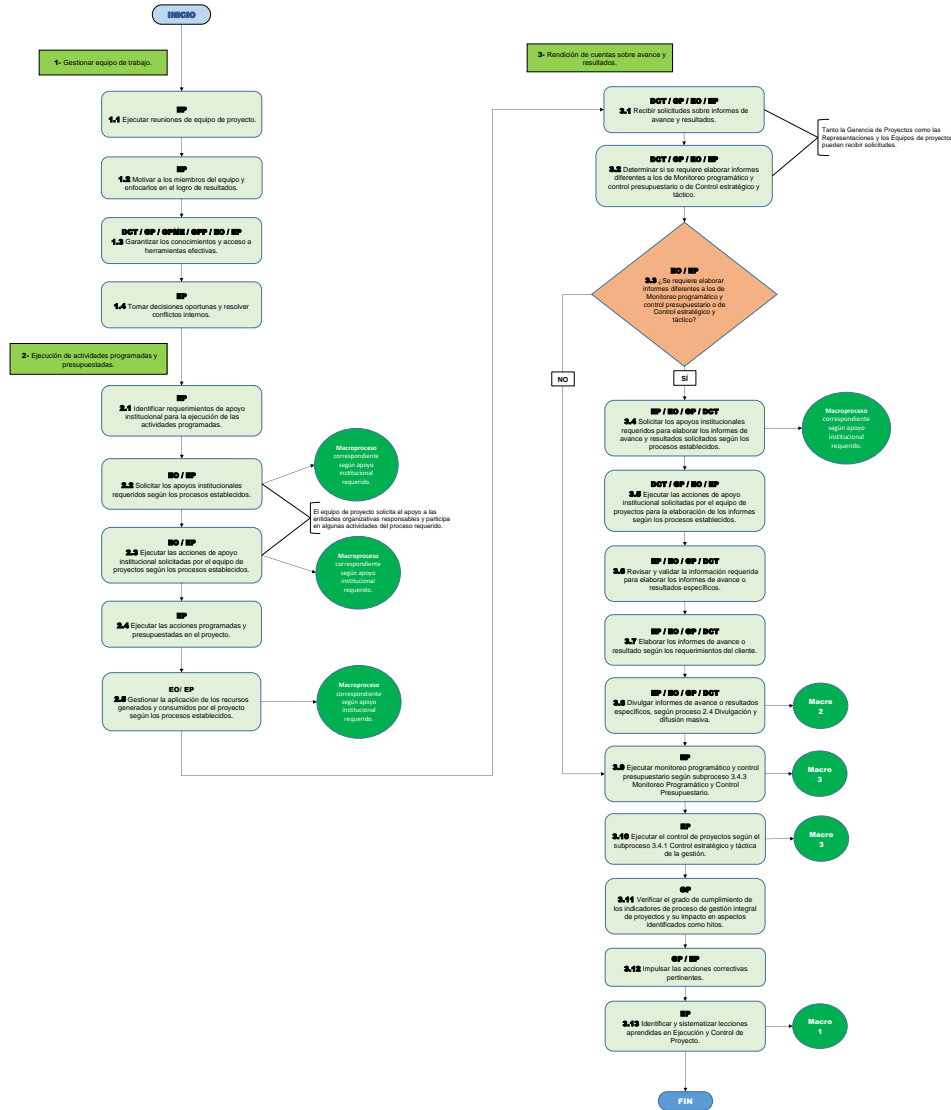 INICIO
1- Gestionar equipo de trabajo.
EP
1.1 Ejecutar reuniones de equipo de proyecto.
EP
1.2 Motivar a los miembros del equipo y
enfocarlos en el logro de resultados.
DCT / GP / GPME / GPP / EO / EP
1.3 Garantizar los conocimientos y acceso a
herramientas efectivas.
EP
1.4 Tomar decisiones oportunas y resolver
conflictos internos.
2- Ejecución de actividades programadas y
presupuestadas.
EP
2.1 Identificar requerimientos de apoyo
institucional para la ejecución de las
actividades programadas.
EO / EP
2.2 Solicitar los apoyos institucionales
requeridos según los procesos establecidos.
Macroproceso
correspondiente
según apoyo
institucional
requerido.
El equipo de proyecto solicita el apoyo a las
entidades organizativas responsables y participa
en algunas actividades del proceso requerido.
EO / EP
2.3 Ejecutar las acciones de apoyo
institucional solicitadas por el equipo de
proyectos según los procesos establecidos.
Macroproceso
correspondiente
según apoyo
institucional
requerido.
EP
2.4 Ejecutar las acciones programadas y
presupuestadas en el proyecto.
EO/ EP
2.5 Gestionar la aplicación de los recursos
generados y consumidos por el proyecto
según los procesos establecidos.
Macroproceso
correspondiente
según apoyo
institucional
requerido.
3- Rendición de cuentas sobre avance y
resultados.
DCT / GP / EO / EP
3.1 Recibir solicitudes sobre informes de
avance y resultados.
Tanto la Gerencia de Proyectos como las
Representaciones y los Equipos de proyectos
pueden recibir solicitudes.
DCT / GP / EO / EP
3.2 Determinar si se requiere elaborar informes
diferentes a los de Monitoreo programático y
control presupuestario o de Control estratégico y
táctico.
EO / EP
3.3 ¿Se requiere elaborar
informes diferentes a los de
Monitoreo programático y
control presupuestario o de
Control estratégico y
táctico?
NO
SÍ
EP / EO / GP / DCT
3.4 Solicitar los apoyos institucionales
requeridos para elaborar los informes de
avance y resultados solicitados según los
procesos establecidos.
Macroproceso
correspondiente
según apoyo
institucional
requerido.
DCT / GP / EO / EP
3.5 Ejecutar las acciones de apoyo
institucional solicitadas por el equipo de
proyectos para la elaboración de los informes
según los procesos establecidos.
EP / EO / GP / DCT
3.6 Revisar y validar la información requerida
para elaborar los informes de avance o
resultados específicos.
EP / EO / GP / DCT
3.7 Elaborar los informes de avance o
resultado según los requerimientos del cliente.
EP / EO / GP / DCT
3.8 Divulgar informes de avance o resultados
específicos, según proceso 2.4 Divulgación y
difusión masiva.
Macro
2
EP
3.9 Ejecutar monitoreo programático y control
presupuestario según subproceso 3.4.3
Monitoreo Programático y Control
Presupuestario.
Macro
3
EP
3.10 Ejecutar el control de proyectos según el
subproceso 3.4.1 Control estratégico y táctica
de la gestión.
Macro
3
GP
3.11 Verificar el grado de cumplimiento de
los indicadores de proceso de gestión integral
de proyectos y su impacto en aspectos
identificados como hitos.
GP / EP
3.12 Impulsar las acciones correctivas
pertinentes.
EP
3.13 Identificar y sistematizar lecciones
aprendidas en Ejecución y Control de
Proyecto.
Macro
1
FIN